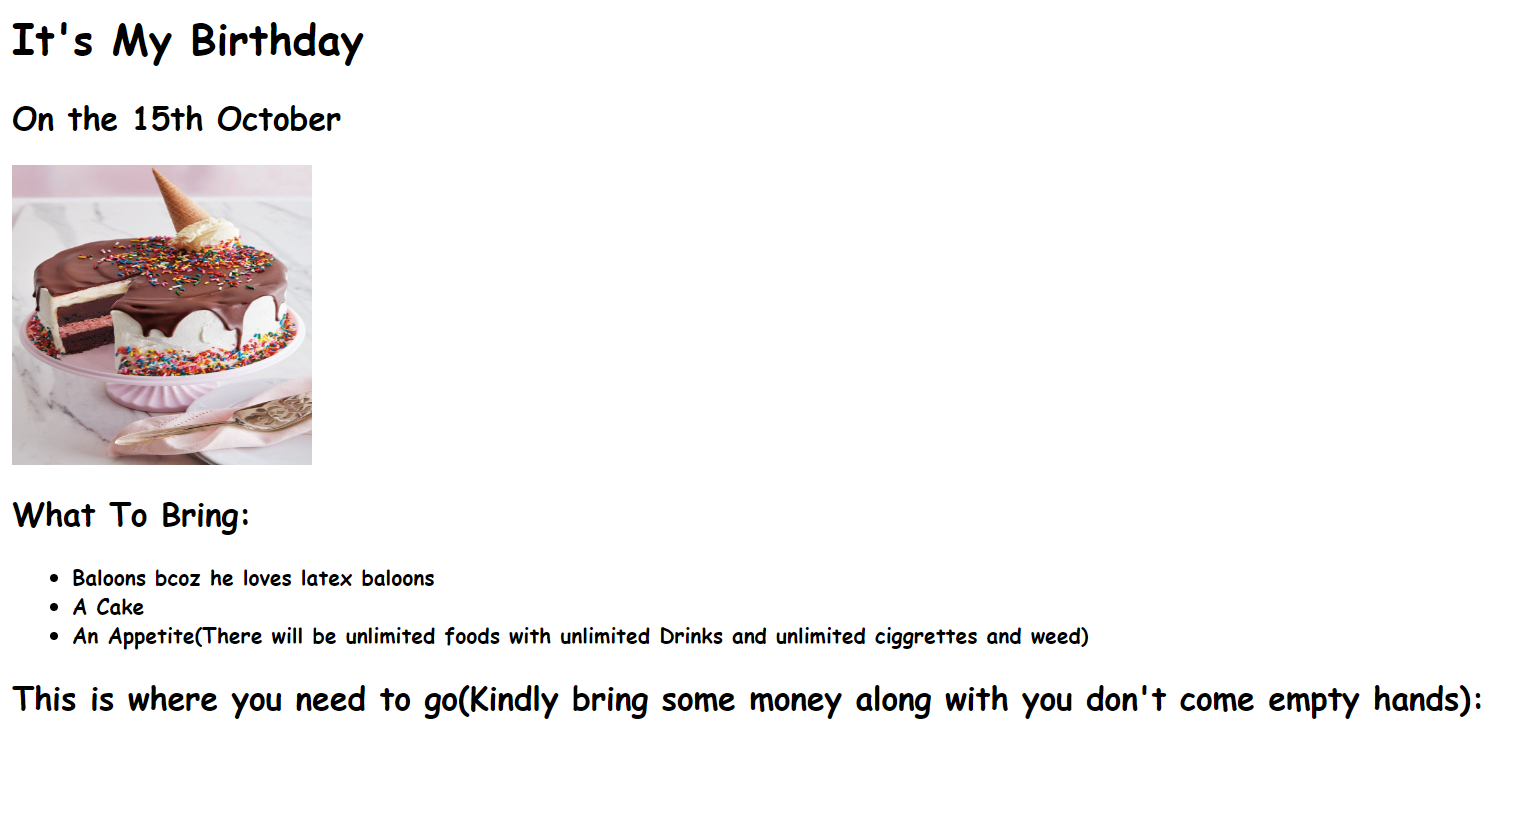 It's My Birthday
On the 15th October
What To Bring:
Baloons bcoz he loves latex baloons
A Cake
An Appetite(There will be unlimited foods with unlimited Drinks and unlimited ciggrettes and weed)
This is where you need to go(Kindly bring some money along with you don't come empty hands):